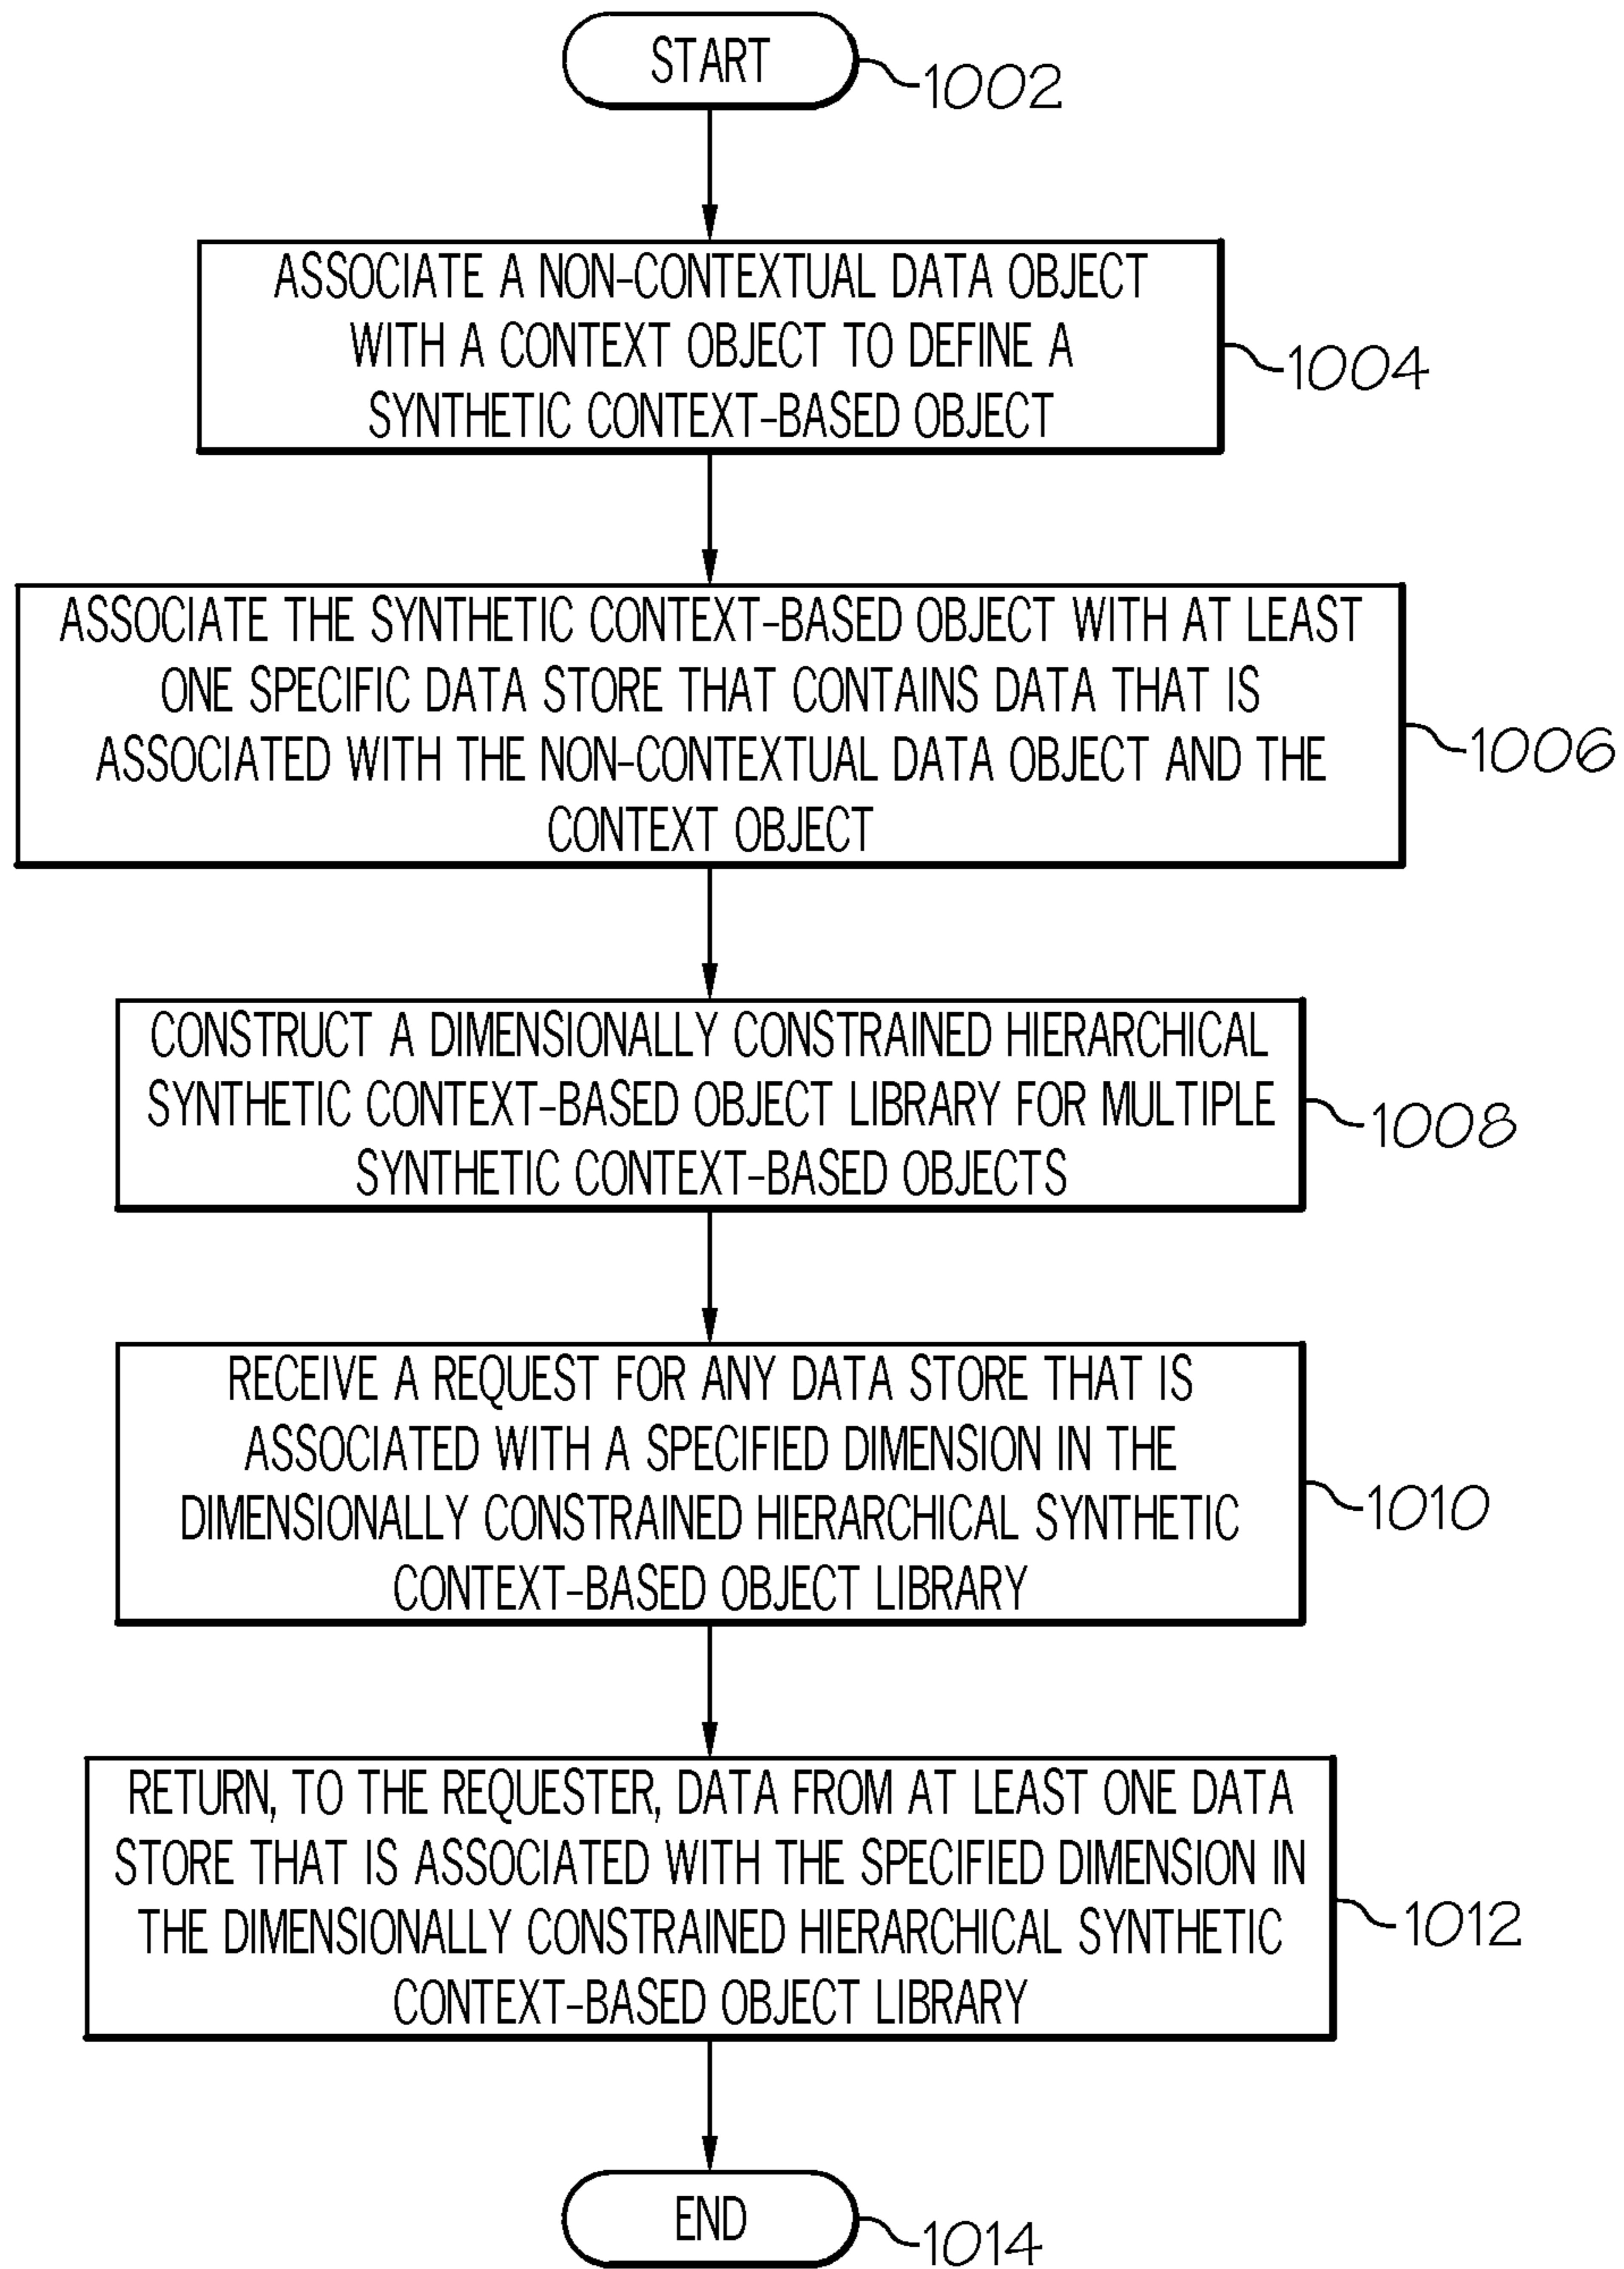 START
1002
ASSOCIATE A NON-CONTEXTUAL DATA OBJECT
WITH A CONTEXT OBJECT TO DEFINE A
SYNTHETIC CONTEXT-BASED OBJECT
1004
ASSOCIATE THE SYNTHETIC CONTEXT-BASED OBJECT WITH AT LEAST
ONE SPECIFIC DATA STORE THAT CONTAINS DATA THAT IS
ASSOCIATED WITH THE NON-CONTEXTUAL DATA OBJECT AND THE
CONTEXT OBJECT
1006
CONSTRUCT A DIMENSIONALLY CONSTRAINED HIERARCHICAL
SYNTHETIC CONTEXT-BASED OBJECT LIBRARY FOR MULTIPLE
SYNTHETIC CONTEXT-BASED OBJECTS
1008
RECEIVE A REQUEST FOR ANY DATA STORE THAT IS
ASSOCIATED WITH A SPECIFIED DIMENSION IN THE
DIMENSIONALLY CONSTRAINED HIERARCHICAL SYNTHETIC
CONTEXT-BASED OBJECT LIBRARY
1010
RETURN, TO THE REQUESTER, DATA FROM AT LEAST ONE DATA
STORE THAT IS ASSOCIATED WITH THE SPECIFIED DIMENSION IN
THE DIMENSIONALLY CONSTRAINED HIERARCHICAL SYNTHETIC
CONTEXT-BASED OBJECT LIBRARY
1012
END
1014